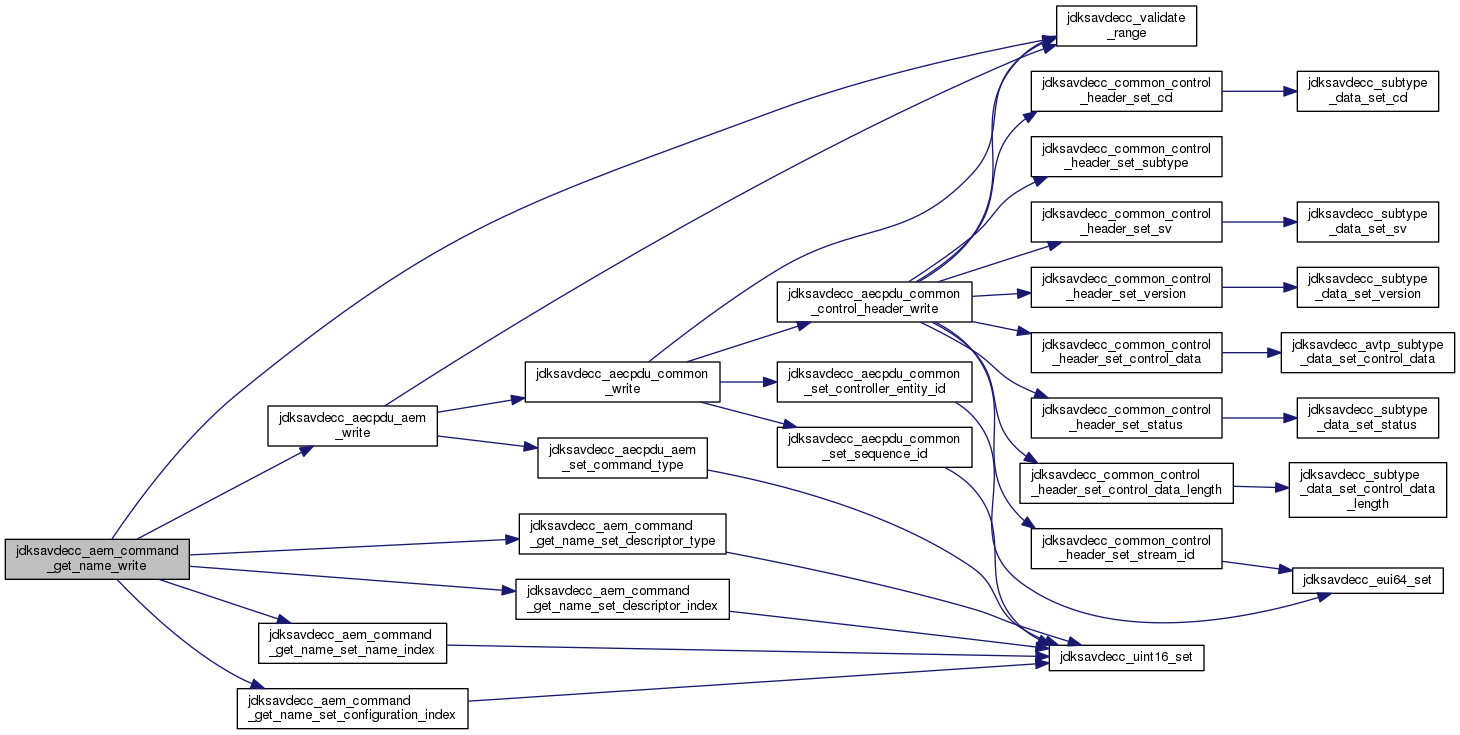 jdksavdecc_validate
_range
jdksavdecc_common_control
_header_set_cd
jdksavdecc_subtype
_data_set_cd
jdksavdecc_common_control
_header_set_subtype
jdksavdecc_common_control
_header_set_sv
jdksavdecc_subtype
_data_set_sv
jdksavdecc_aecpdu_common
_control_header_write
jdksavdecc_common_control
_header_set_version
jdksavdecc_subtype
_data_set_version
jdksavdecc_common_control
_header_set_control_data
jdksavdecc_avtp_subtype
_data_set_control_data
jdksavdecc_aecpdu_common
_write
jdksavdecc_aecpdu_common
_set_controller_entity_id
jdksavdecc_common_control
_header_set_status
jdksavdecc_subtype
_data_set_status
jdksavdecc_aecpdu_aem
_write
jdksavdecc_aecpdu_aem
_set_command_type
jdksavdecc_aecpdu_common
_set_sequence_id
jdksavdecc_common_control
_header_set_control_data_length
jdksavdecc_subtype
_data_set_control_data
_length
jdksavdecc_aem_command
_get_name_write
jdksavdecc_aem_command
_get_name_set_descriptor_type
jdksavdecc_common_control
_header_set_stream_id
jdksavdecc_eui64_set
jdksavdecc_aem_command
_get_name_set_descriptor_index
jdksavdecc_aem_command
_get_name_set_name_index
jdksavdecc_uint16_set
jdksavdecc_aem_command
_get_name_set_configuration_index